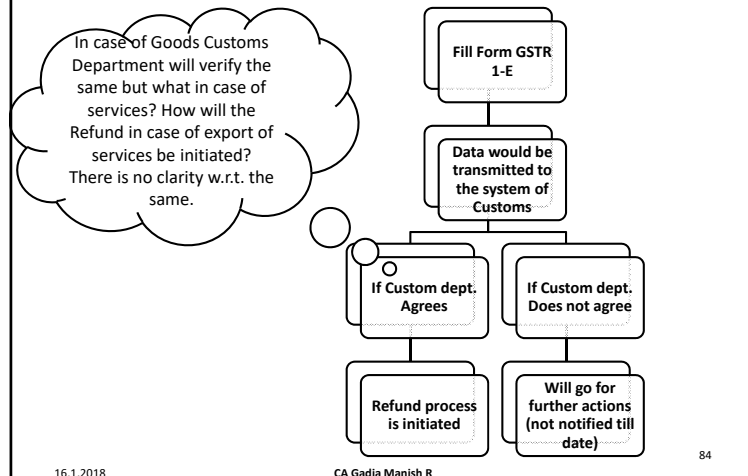 In case of Goods Customs
Department will verify the
same but what in case of
services? How will the
Refund in case of export of
services be initiated?
There is no clarity w.r.t. the
same.
Fill Form GSTR
1-E
Data would be
transmitted to
the system of
Customs
If Custom dept.
Agrees
If Custom dept.
Does not agree
Refund process
is initiated
Will go for
further actions
(not notified till
date)
84
16.1.2018
CA Gadia Manish R